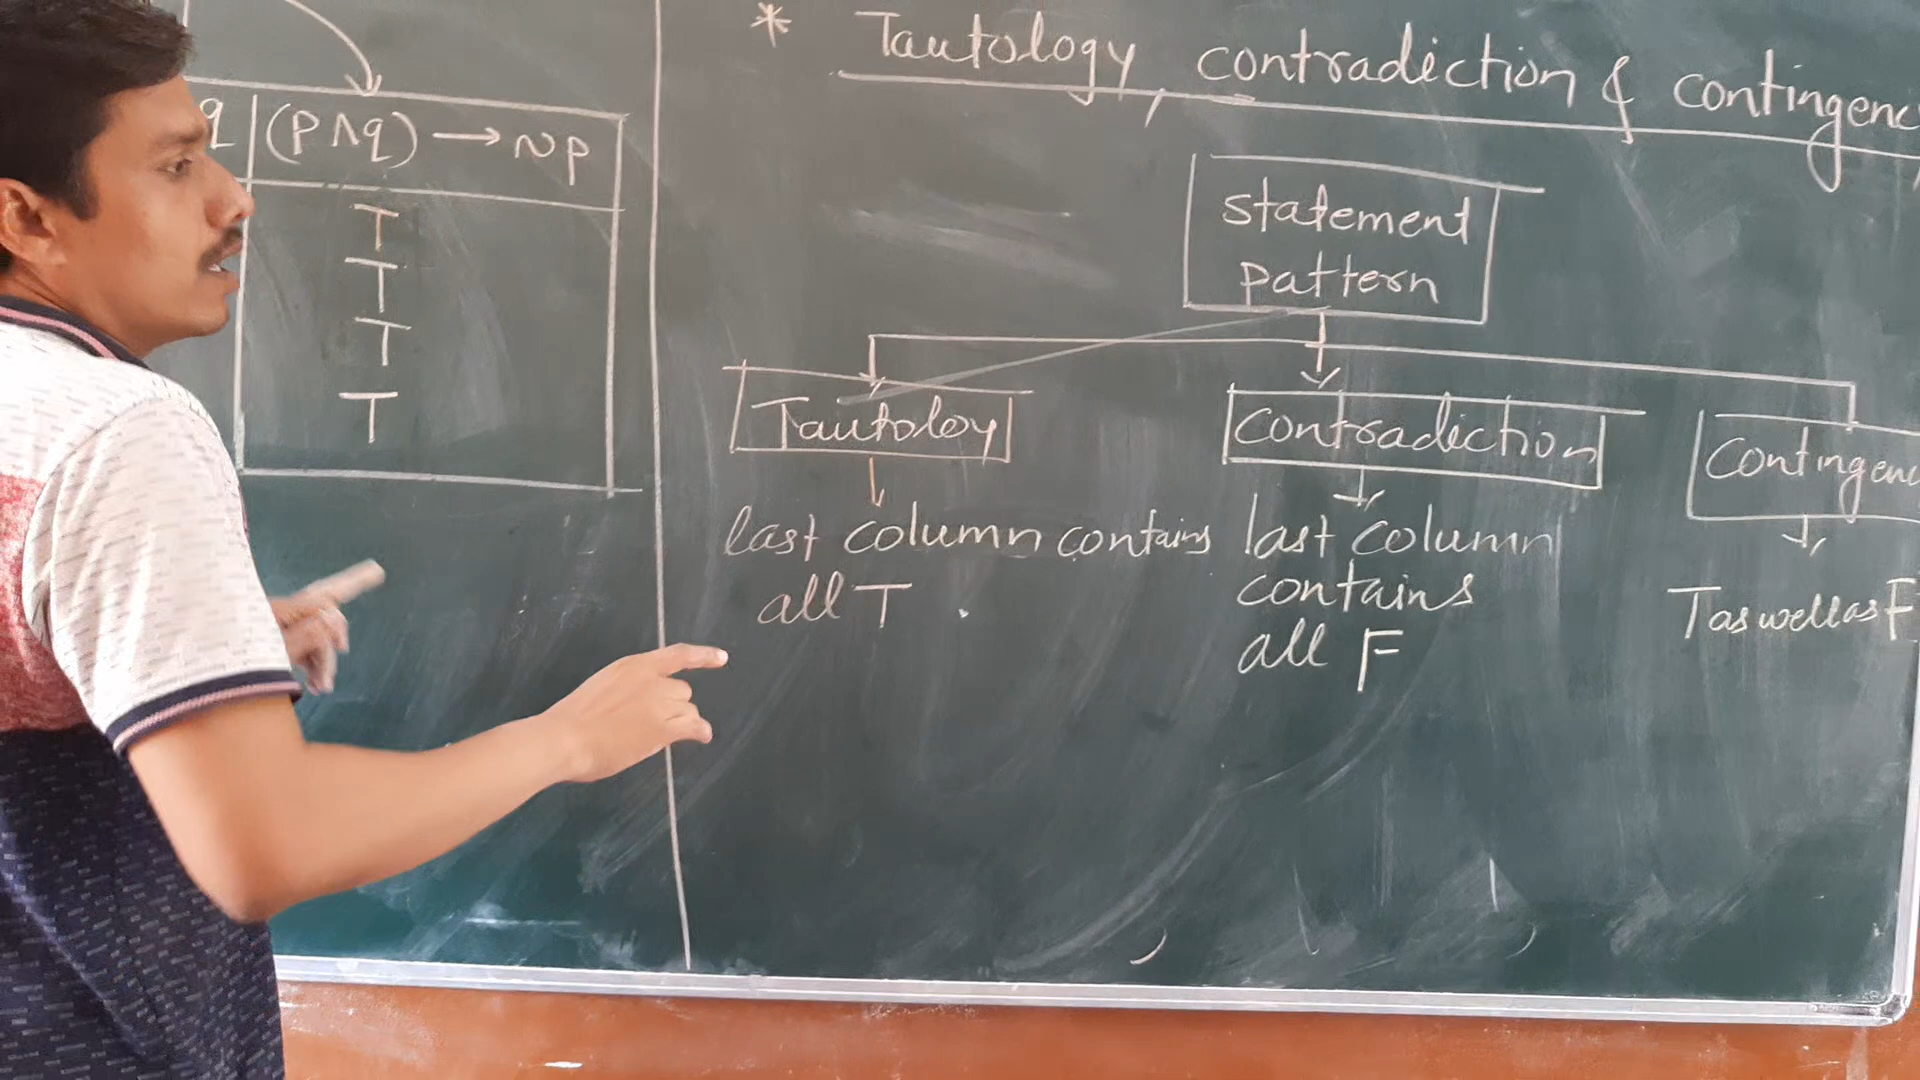 * Tautology, contradiction & contingenc
q (p∧q) → ~p
T
T
T
T
statement
pattern
Tautoloy
contradiction
Contingenc
last column contains
all T .
last column
contains
all F
T as well as F